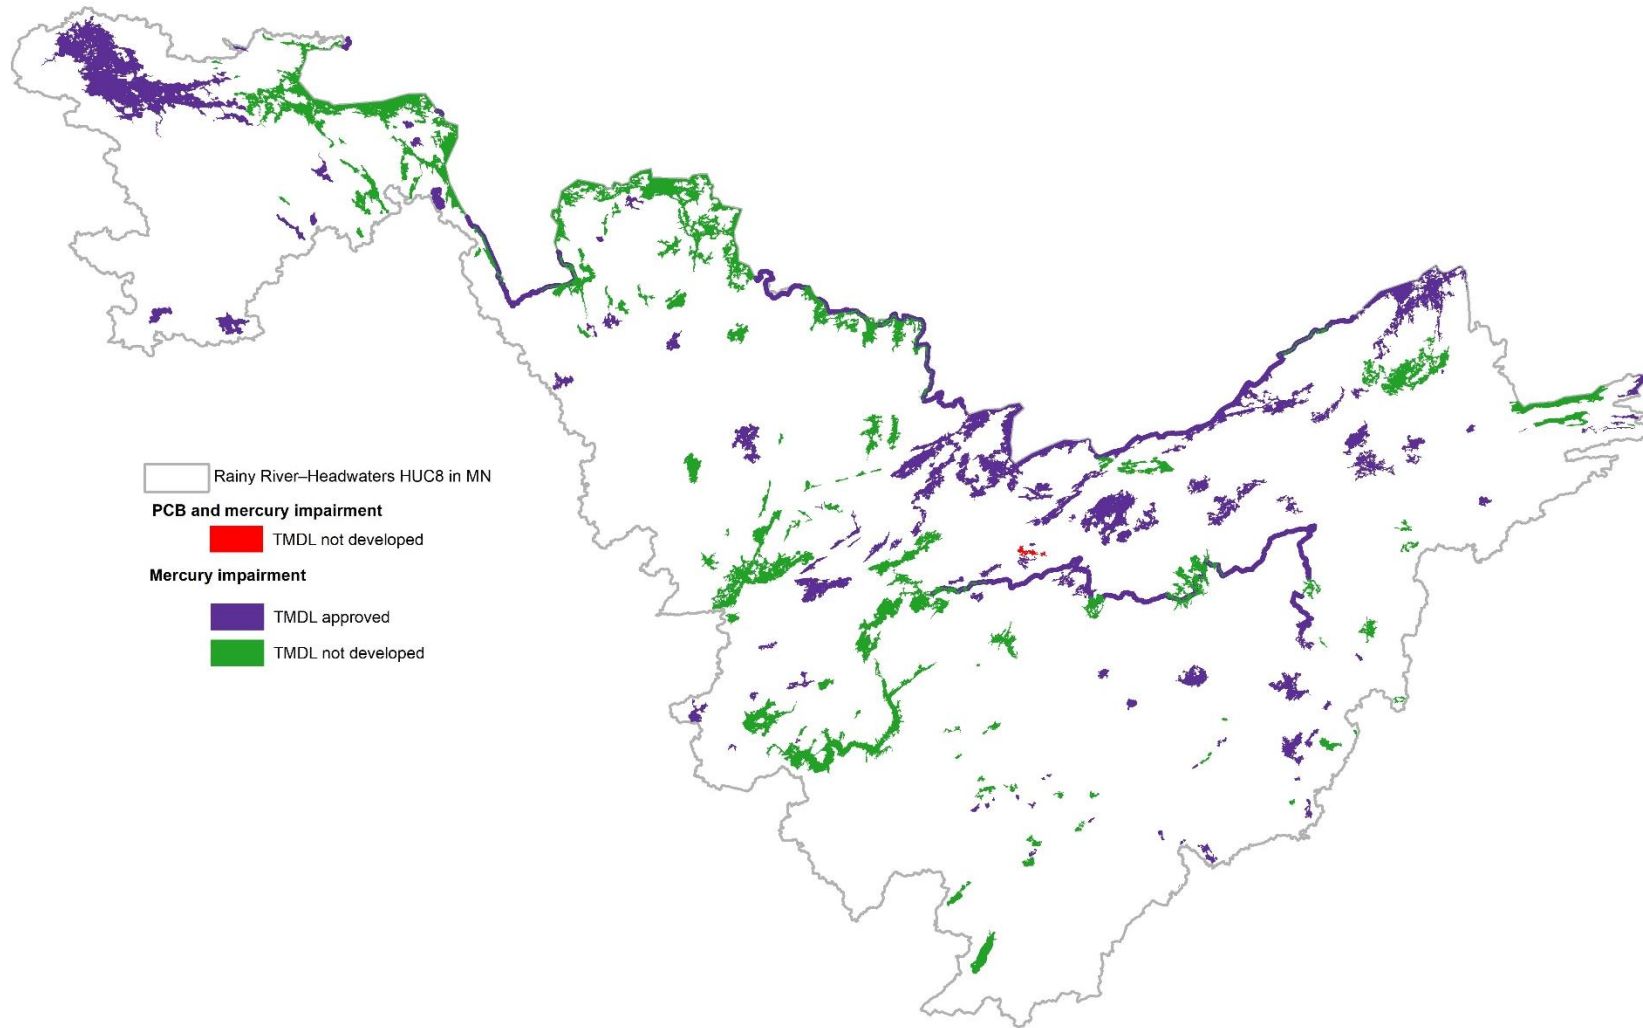 Rainy River–Headwaters HUC8 in MN
PCB and mercury impairment
TMDL not developed
Mercury impairment
TMDL approved
TMDL not developed